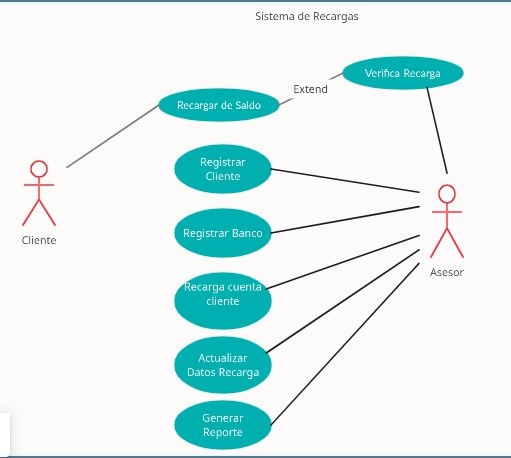 Sistema de Recargas
Verifica Recarga
Extend
Recargar de Saldo
Registrar
Cliente
Cliente
Registrar Banco
Asesor
Recarga cuenta
cliente
Actualizar
Datos Recarga
Generar
Reporte